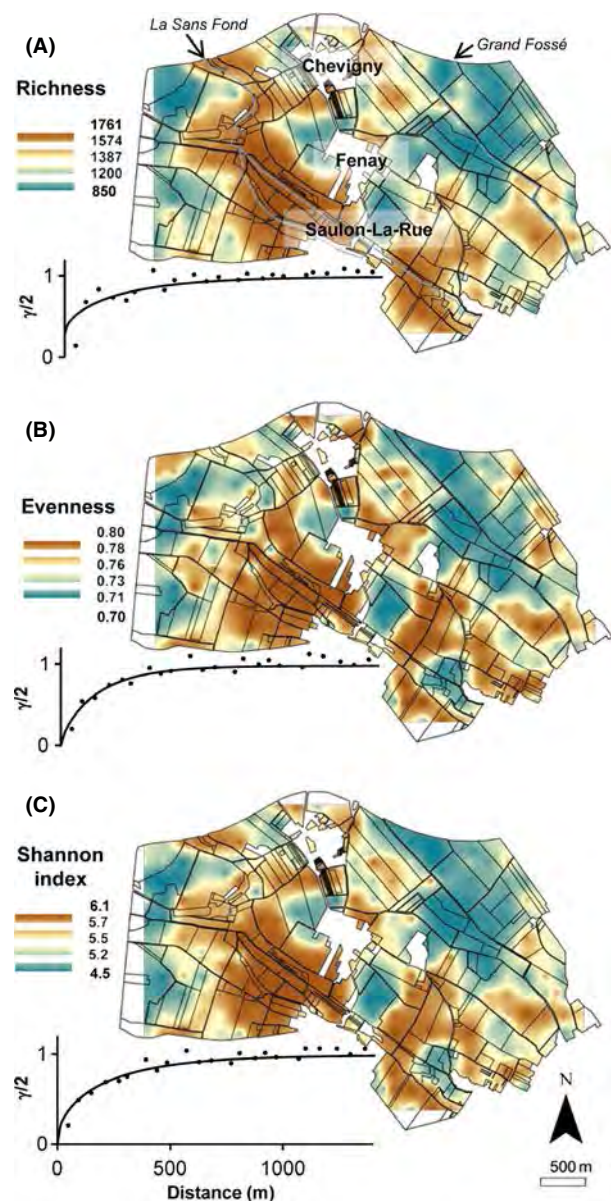 (A)
La Sans Fond
Grand Fossé
Chevigny
Richness
1761
1574
1387
1200
850
Fenay
Saulon-La-Rue
γ/2
1
0
(B)
Evenness
0.80
0.78
0.76
0.73
0.71
0.70
γ/2
1
0
(C)
Shannon
index
6.1
5.7
5.5
5.2
4.5
γ/2
1
0
0 500 1000
Distance (m)
N
500 m